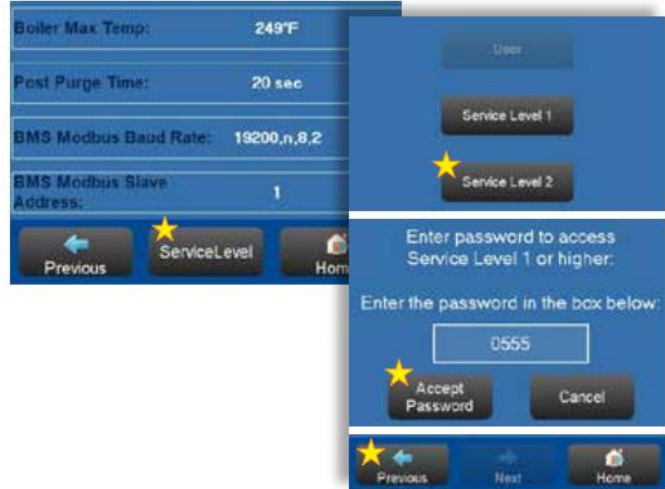 Boiler Max Temp: 249°F
Post Purge Time: 20 sec
BMS Modbus Baud Rate: 19200,n,8,2
BMS Modbus Slave
Address: 1
Previous
ServiceLevel
Hom
User
Service Level 1
Service Level 2
Enter password to access
Service Level 1 or higher:
Enter the password in the box below:
0555
Accept
Password
Cancel
Previous
Next
Home